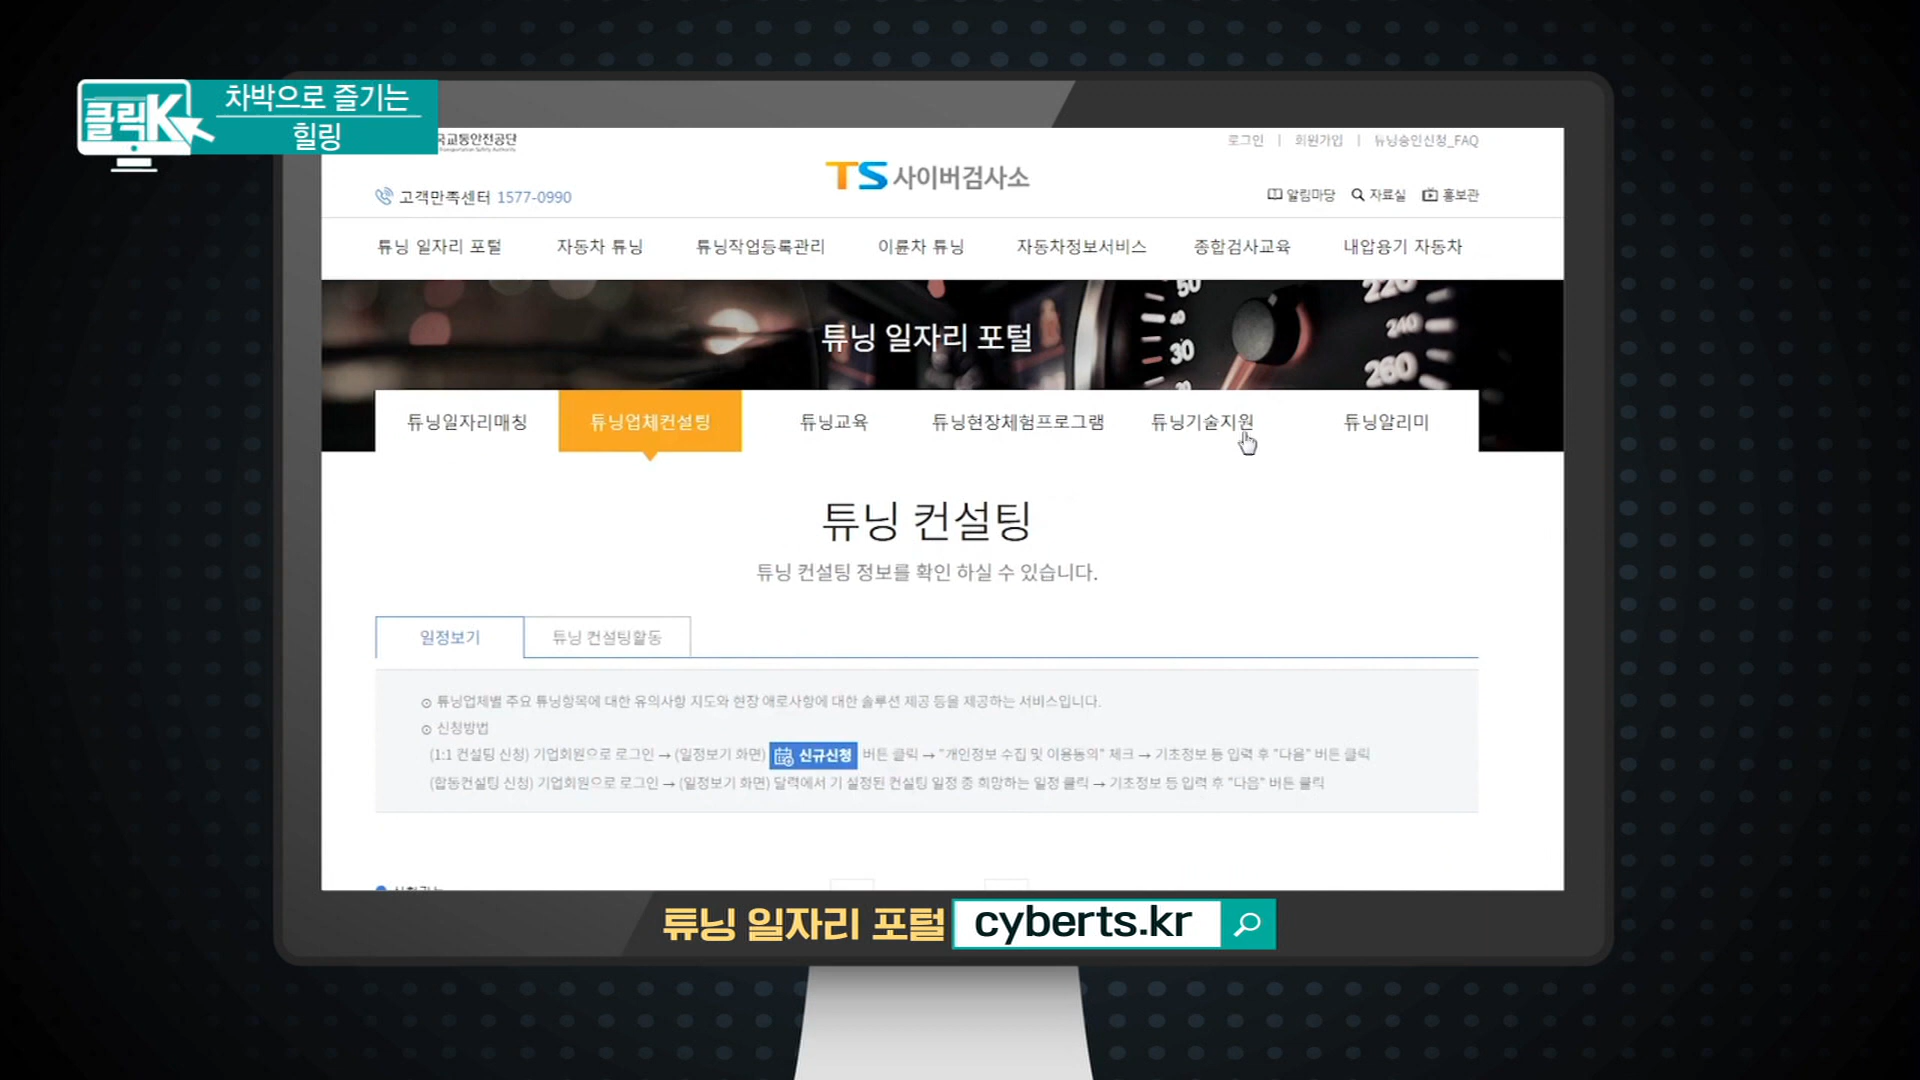 클릭K
차박으로 즐기는
힐링
국교통안전공단
로그인 | 회원가입 | 튜닝승인신청_FAQ
TS 사이버검사소
고객만족센터 1577-0990
알림마당 자료실 홍보관
튜닝 일자리 포털 자동차 튜닝 튜닝작업등록관리 이륜차 튜닝 자동차정보서비스 종합검사교육 내압용기 자동차
튜닝 일자리 포털
50 40 30 20 220 240 260
튜닝일자리매칭 튜닝업체컨설팅 튜닝교육 튜닝현장체험프로그램 튜닝기술지원 튜닝알리미
튜닝 컨설팅
튜닝 컨설팅 정보를 확인 하실 수 있습니다.
일정보기 튜닝 컨설팅활동
⊙ 튜닝업체별 주요 튜닝항목에 대한 유의사항 지도와 현장 애로사항에 대한 솔루션 제공 등을 제공하는 서비스입니다.
⊙ 신청방법
(1:1 컨설팅 신청) 기업회원으로 로그인 → (일정보기 화면) 신규신청 버튼 클릭 → "개인정보 수집 및 이용동의" 체크 → 기초정보 등 입력 후 "다음" 버튼 클릭
(합동컨설팅 신청) 기업회원으로 로그인 → (일정보기 화면) 달력에서 기 설정된 컨설팅 일정 중 희망하는 일정 클릭 → 기초정보 등 입력 후 "다음" 버튼 클릭
튜닝 일자리 포털 cyberts.kr